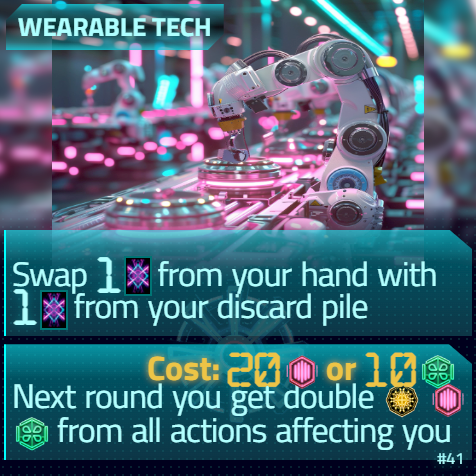 WEARABLE TECH
Swap 1 from your hand with
1 from your discard pile
Cost: 20 or 10
Next round you get double
from all actions affecting you
#41